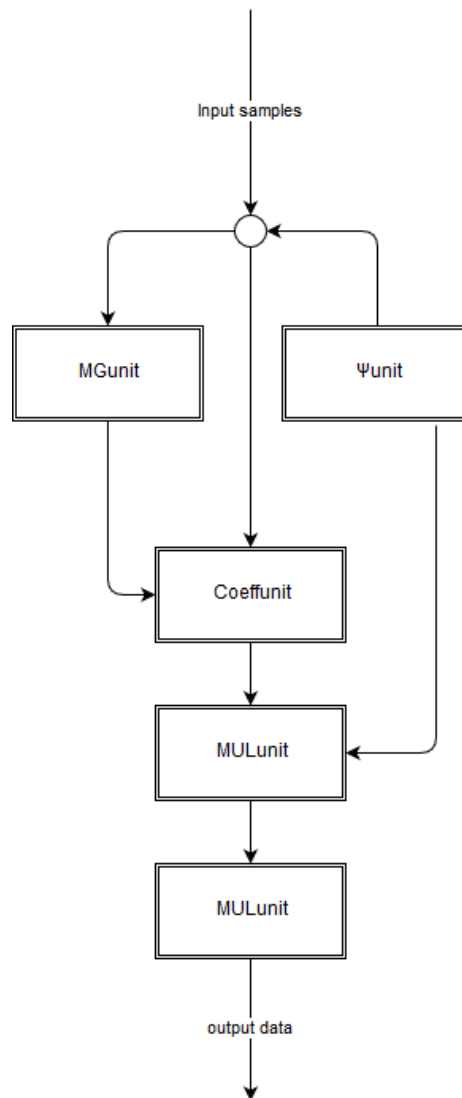 Input samples
MGunit
Ψunit
Coeffunit
MULunit
MULunit
output data